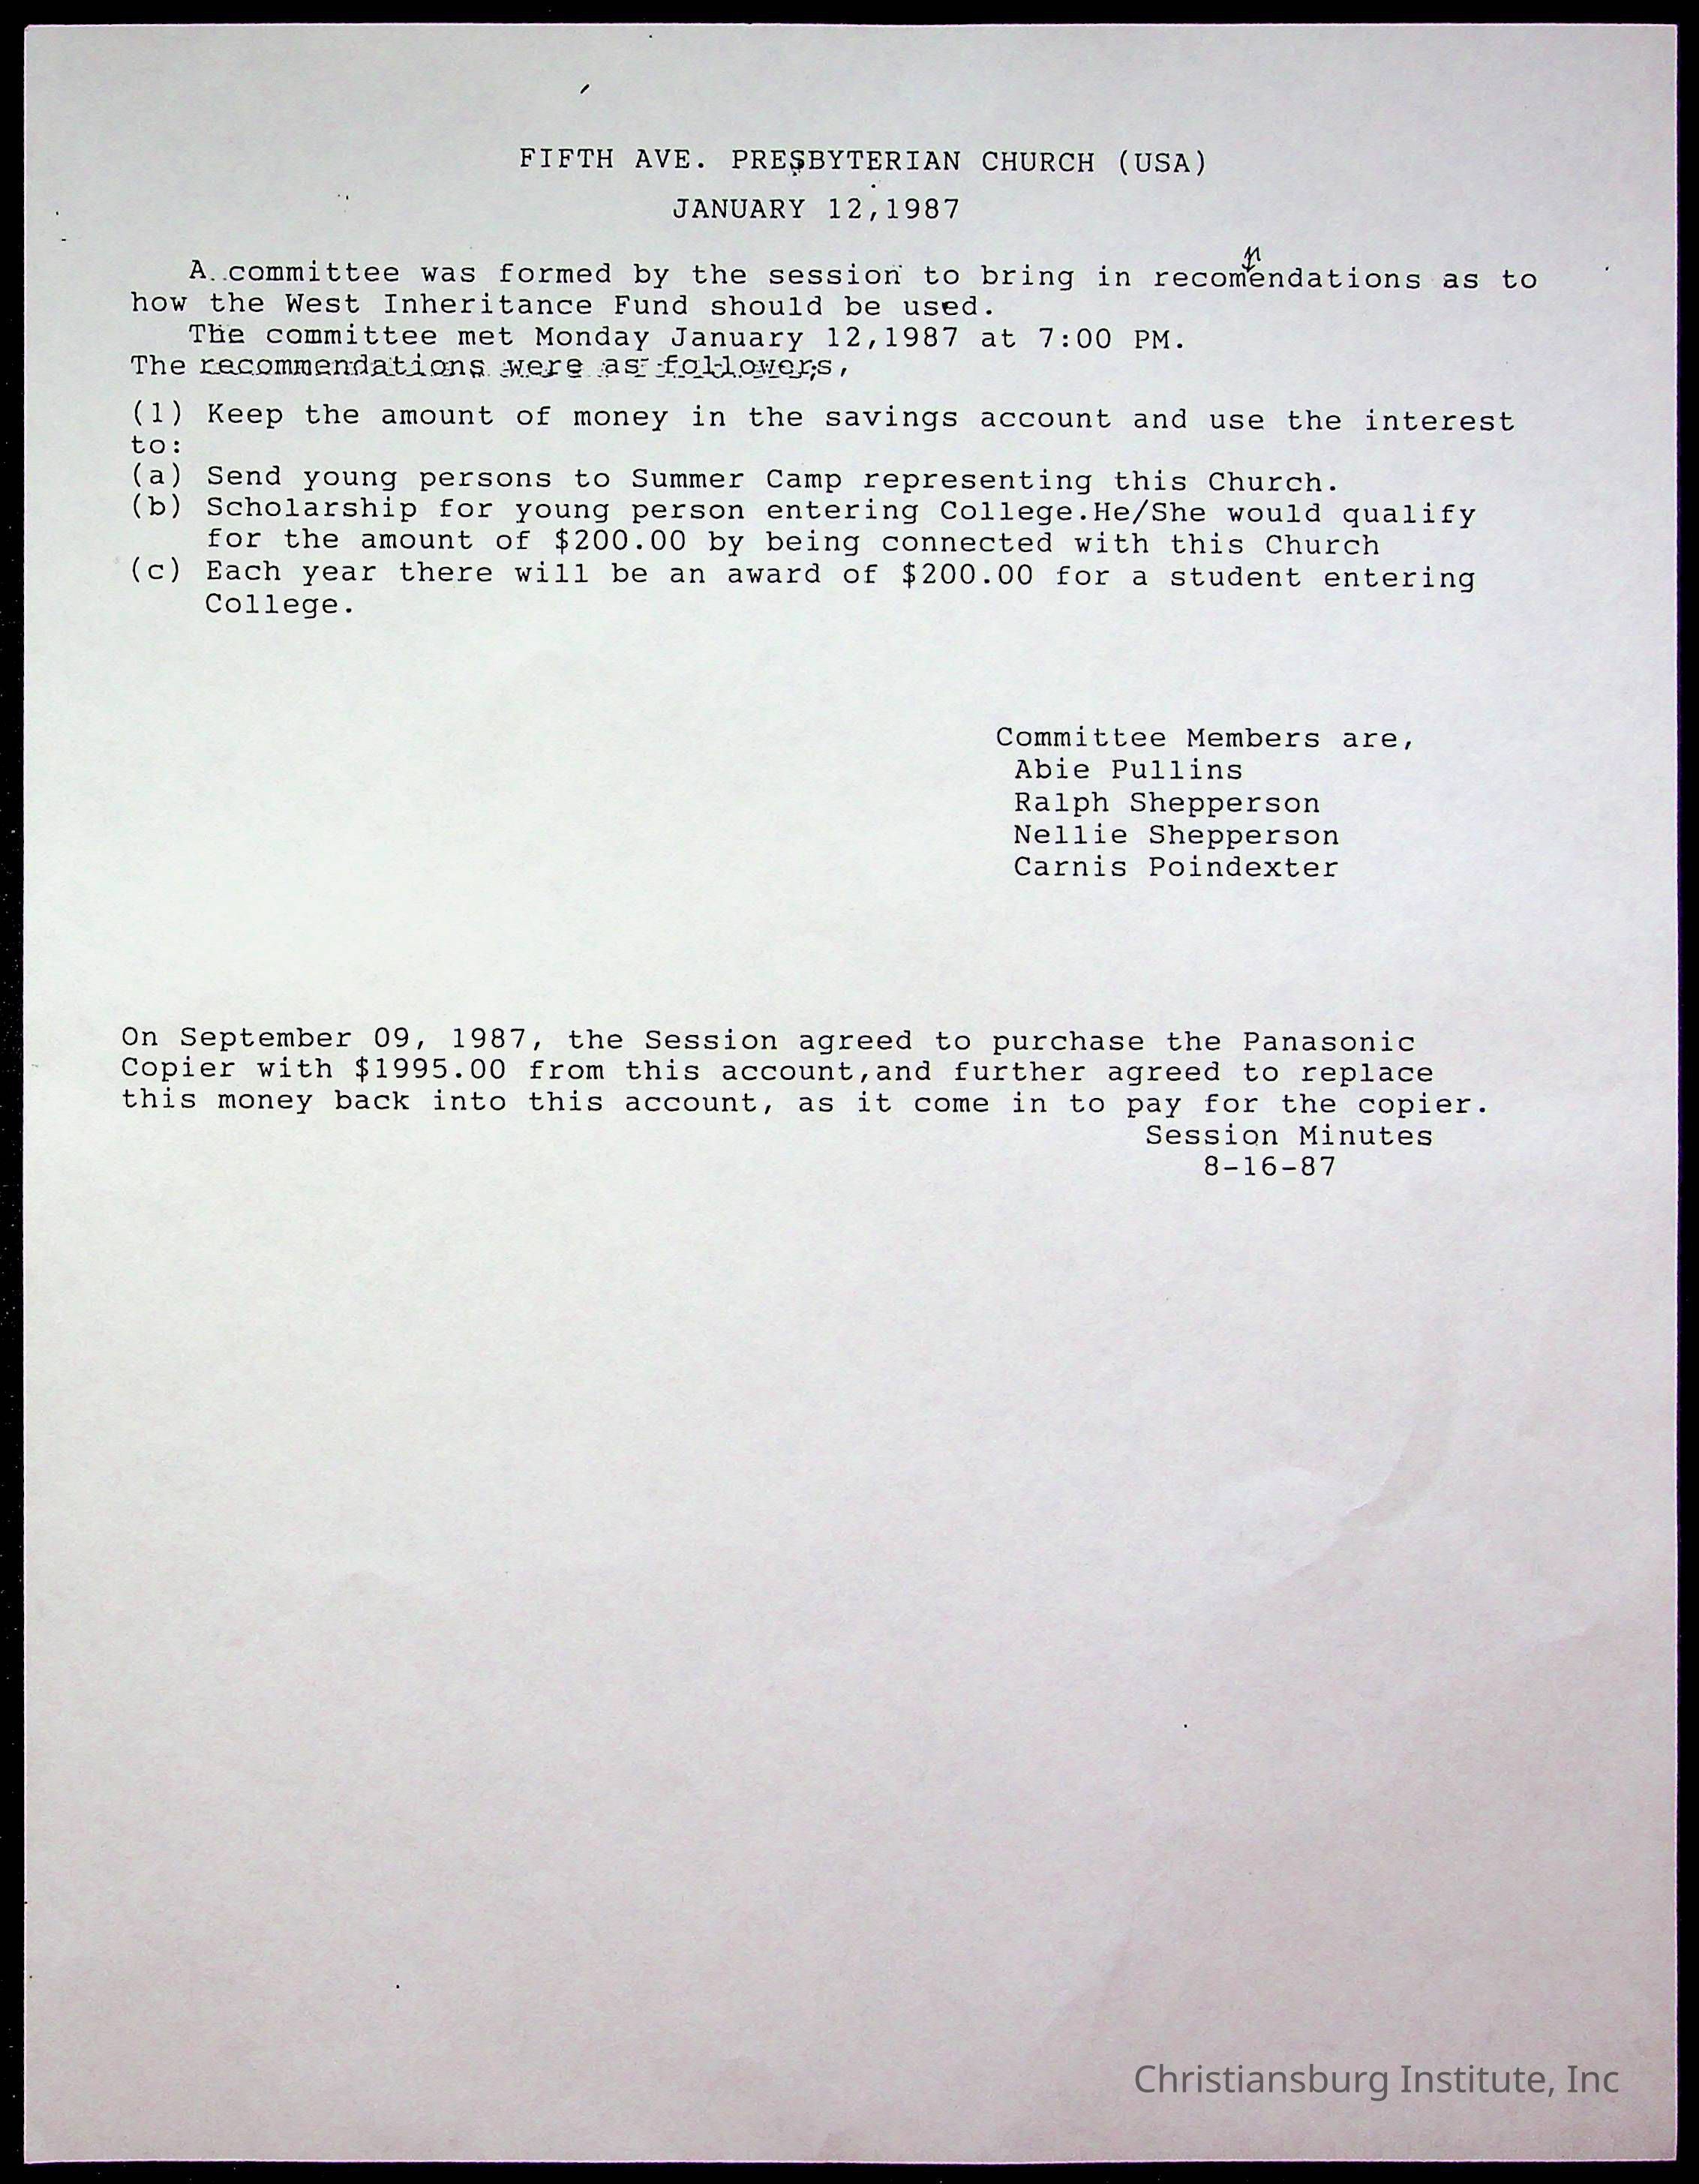 FIFTH AVE. PRESBYTERIAN CHURCH (USA)
JANUARY 12,1987
m
A committee was formed by the session to bring in recomendations as to
how the West Inheritance Fund should be used.
The committee met Monday January 12,1987 at 7:00 PM.
The recommendations were as followers,
(1) Keep the amount of money in the savings account and use the interest
to:
(a) Send young persons to Summer Camp representing this Church.
(b) Scholarship for young person entering College.He/She would qualify
for the amount of $200.00 by being connected with this Church
(c) Each year there will be an award of $200.00 for a student entering
College.
Committee Members are,
Abie Pullins
Ralph Shepperson
Nellie Shepperson
Carnis Poindexter
On September 09, 1987, the Session agreed to purchase the Panasonic
Copier with $1995.00 from this account,and further agreed to replace
this money back into this account, as it come in to pay for the copier.
Session Minutes
8-16-87
Christiansburg Institute, Inc